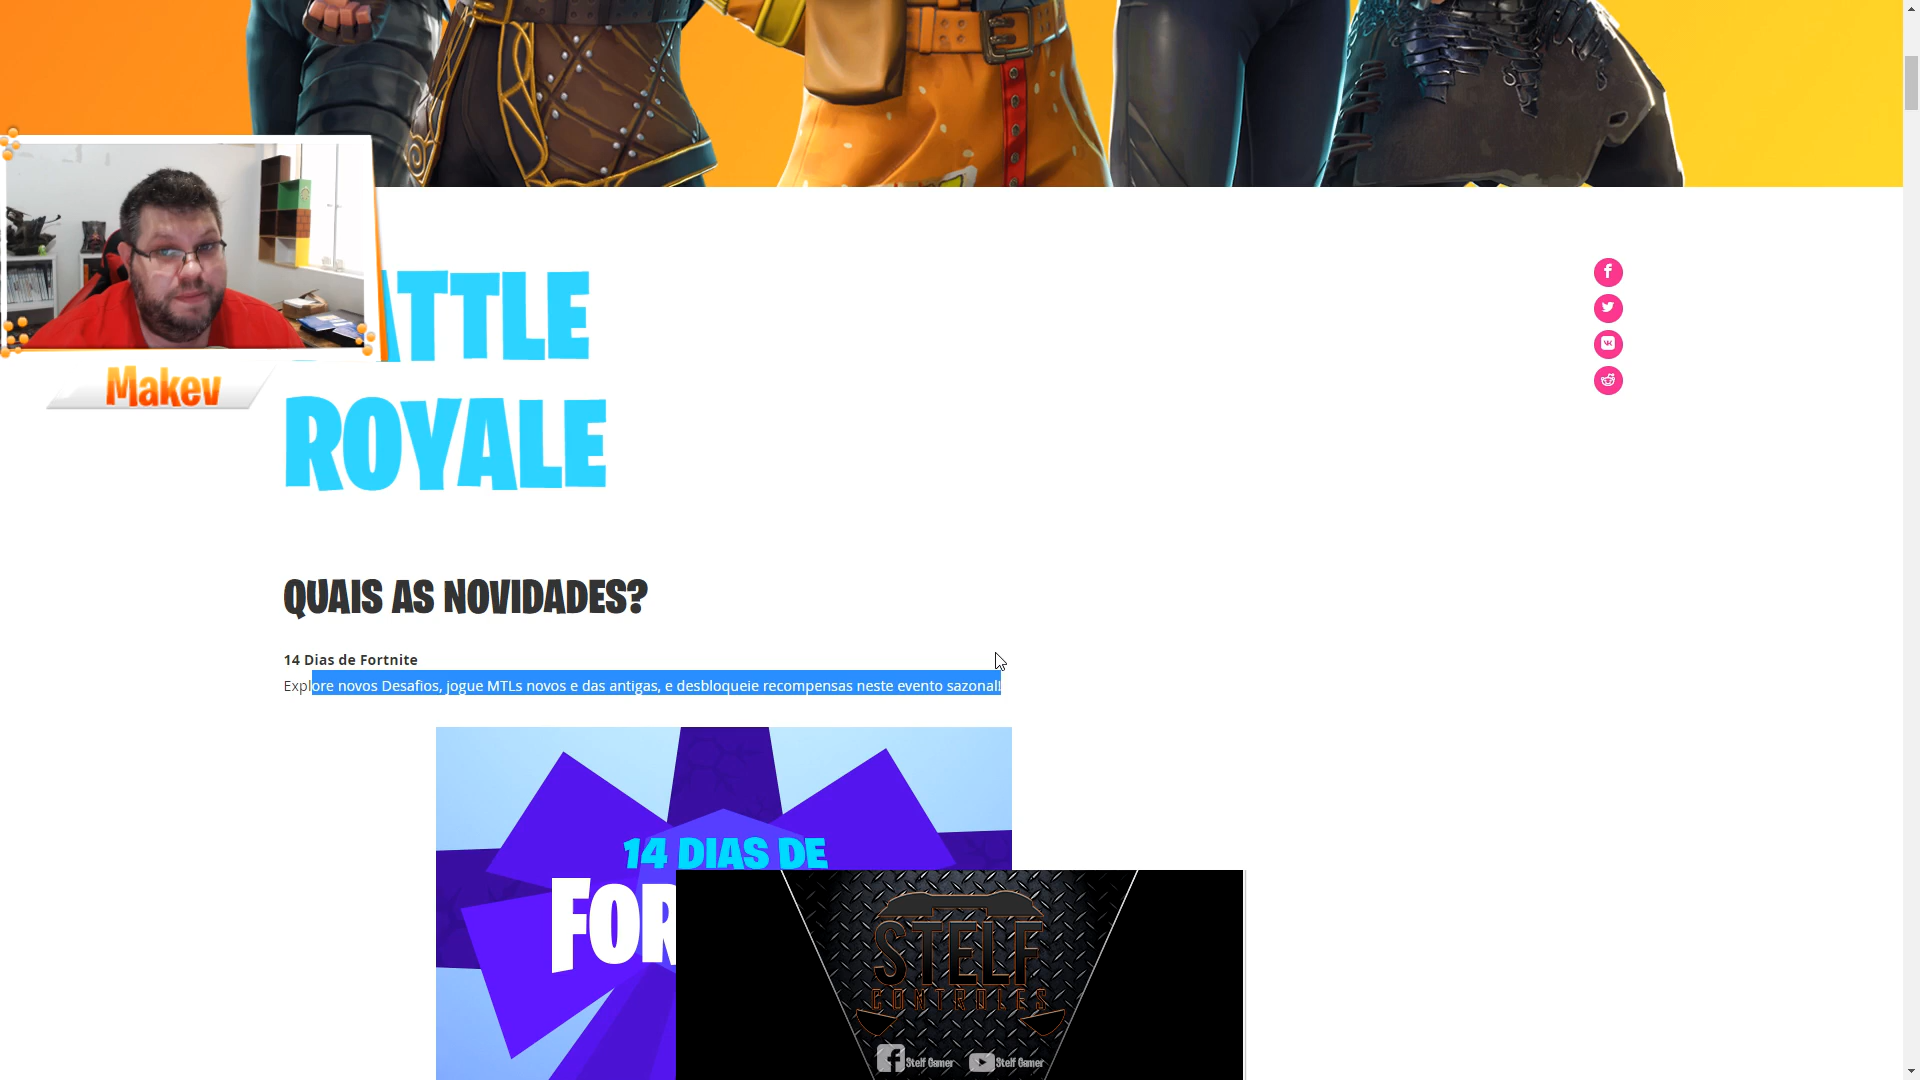 BATTLE
ROYALE
Makev
QUAIS AS NOVIDADES?
14 Dias de Fortnite
Explore novos Desafios, jogue MTLs novos e das antigas, e desbloqueie recompensas neste evento sazonal!
14 DIAS DE
FOR
STELF
CONTROLES
Stelf Gamer Stelf Gamer